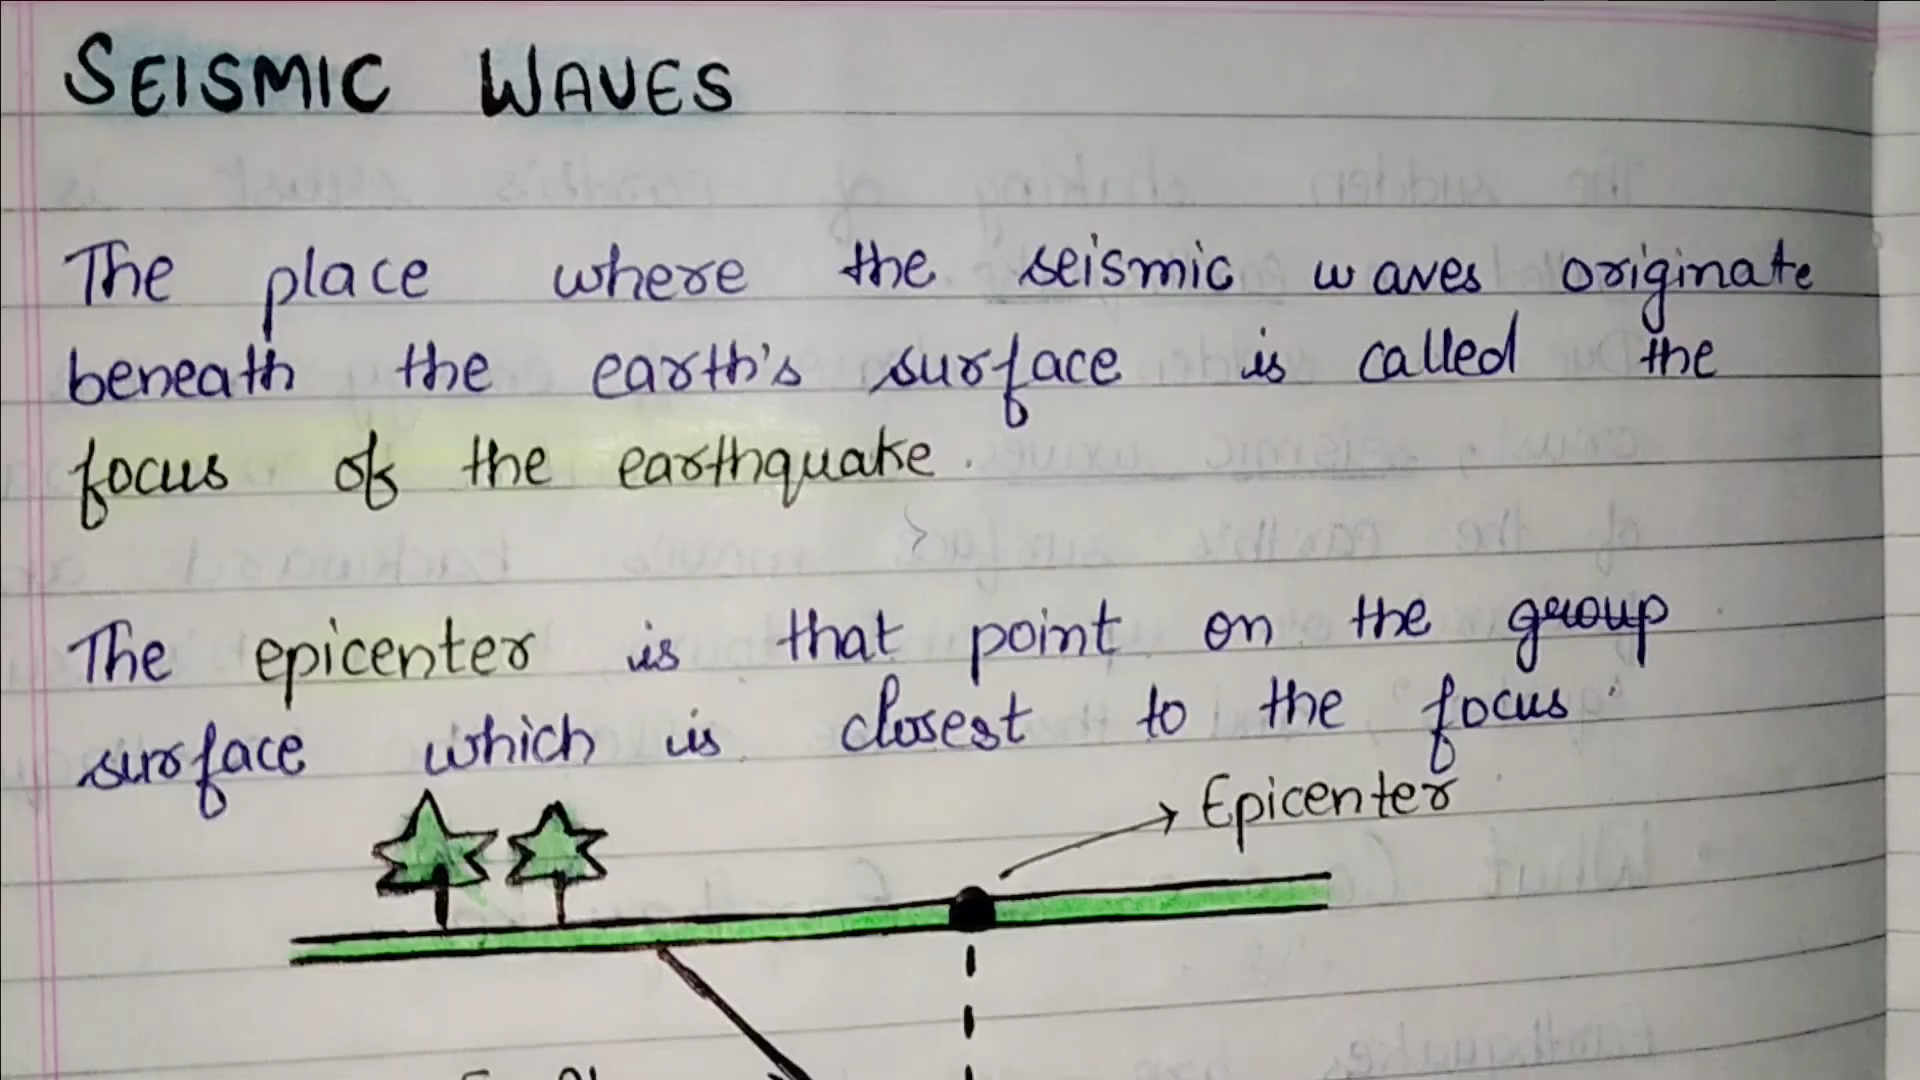 SEISMIC WAVES
The place where the seismic waves originate
beneath the earth's surface is called the
focus of the earthquake.
The epicenter is that point on the group
surface which is closest to the focus.
Epicenter